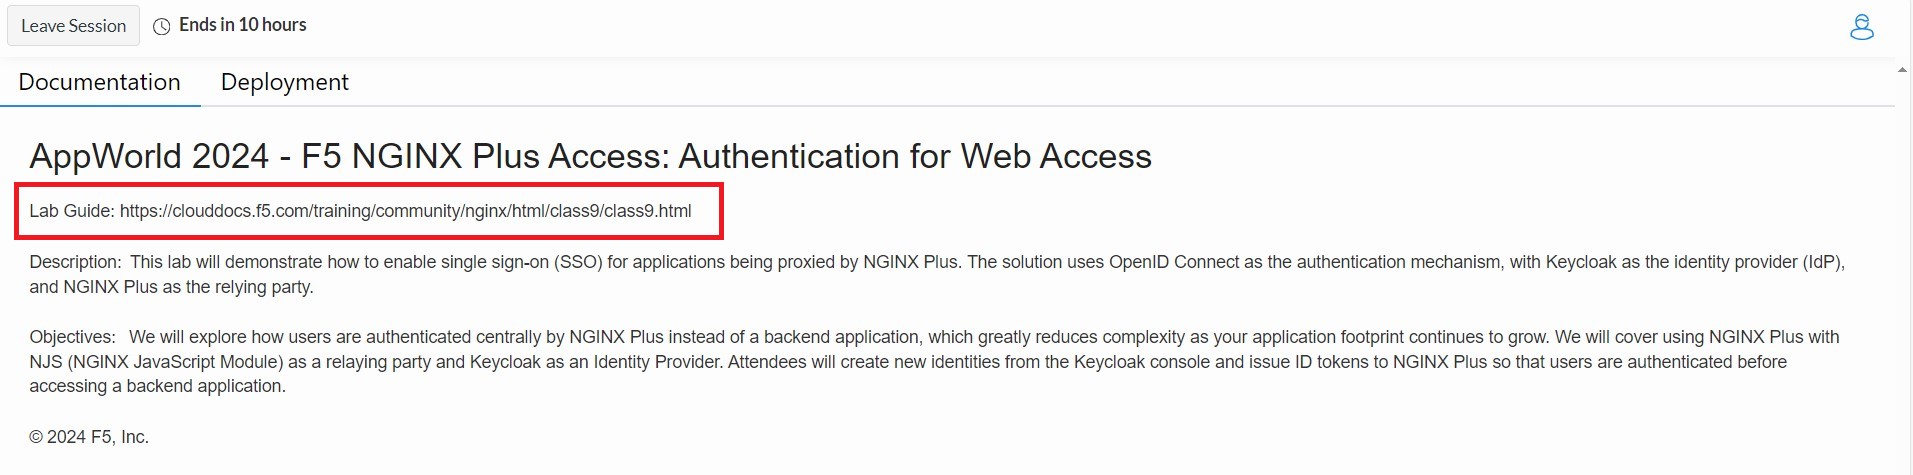 Leave Session
Ends in 10 hours
Documentation
Deployment
AppWorld 2024 - F5 NGINX Plus Access: Authentication for Web Access
Lab Guide: https://clouddocs.f5.com/training/community/nginx/html/class9/class9.html
Description:  This lab will demonstrate how to enable single sign-on (SSO) for applications being proxied by NGINX Plus. The solution uses OpenID Connect as the authentication mechanism, with Keycloak as the identity provider (IdP),
and NGINX Plus as the relying party.
Objectives:   We will explore how users are authenticated centrally by NGINX Plus instead of a backend application, which greatly reduces complexity as your application footprint continues to grow. We will cover using NGINX Plus with
NJS (NGINX JavaScript Module) as a relaying party and Keycloak as an Identity Provider. Attendees will create new identities from the Keycloak console and issue ID tokens to NGINX Plus so that users are authenticated before
accessing a backend application.
© 2024 F5, Inc.